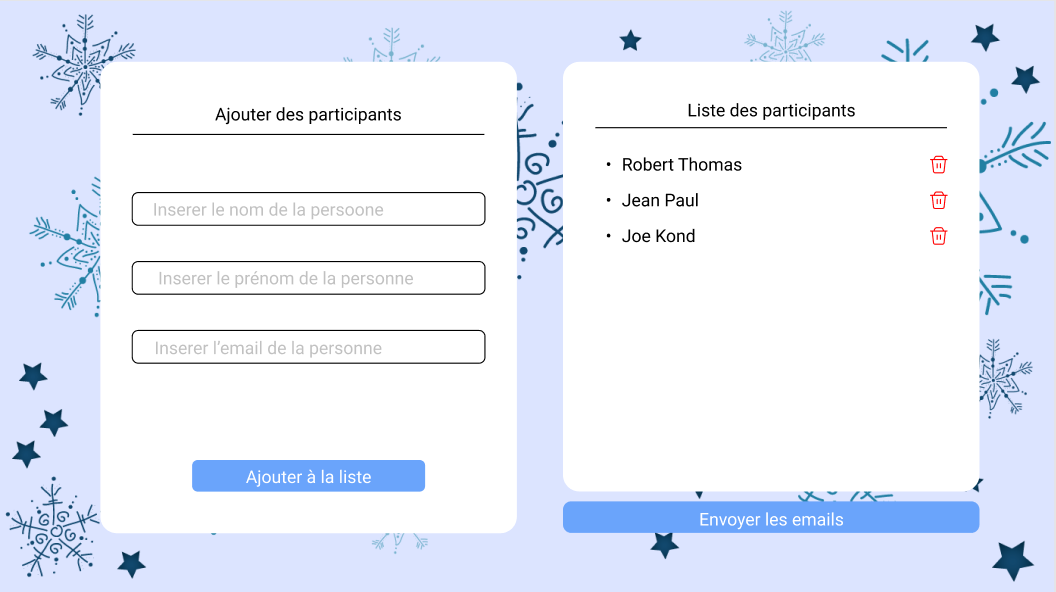 Ajouter des participants
Inserer le nom de la persoone
Inserer le prénom de la personne
Inserer l'email de la personne
Ajouter à la liste
Liste des participants
• Robert Thomas
• Jean Paul
• Joe Kond
Envoyer les emails